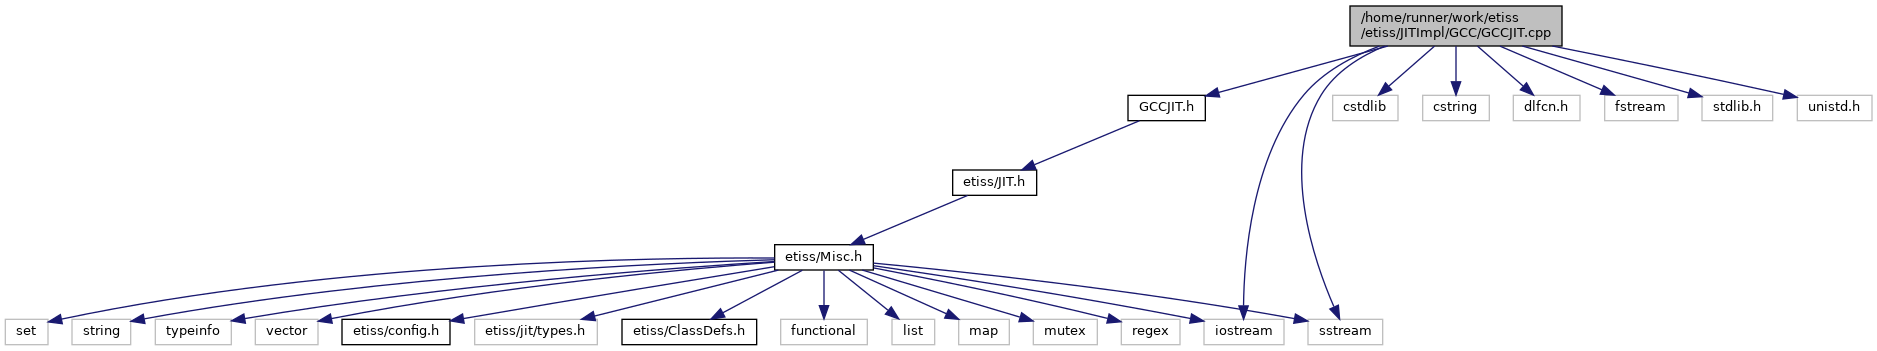 /home/runner/work/etiss
/etiss/JITImpl/GCC/GCCJIT.cpp
GCCJIT.h
cstdlib
cstring
dlfcn.h
fstream
stdlib.h
unistd.h
etiss/JIT.h
etiss/Misc.h
set
string
typeinfo
vector
etiss/config.h
etiss/jit/types.h
etiss/ClassDefs.h
functional
list
map
mutex
regex
iostream
sstream